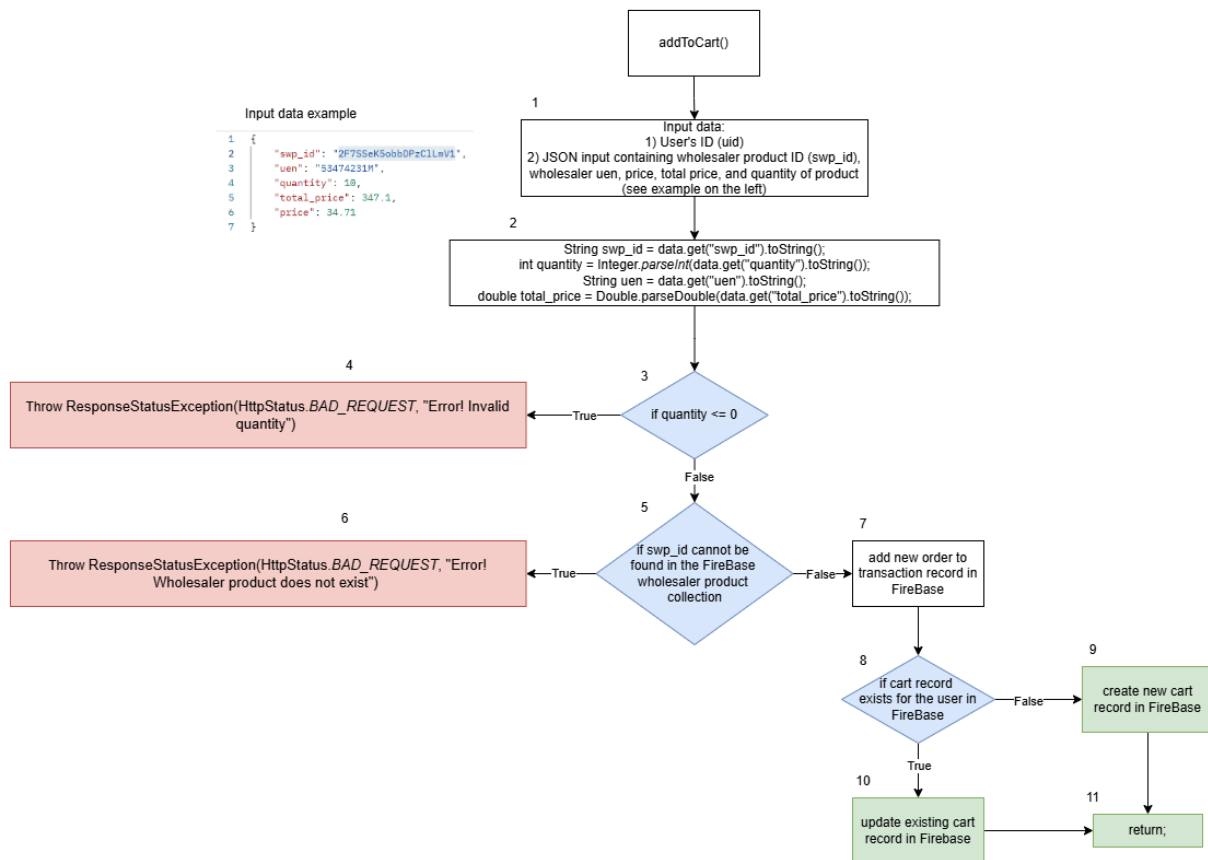 addToCart()
1
Input data example
Input data:
1) User's ID (uid)
2) JSON input containing wholesaler product ID (swp_id),
wholesaler uen, price, total price, and quantity of product
(see example on the left)
1 {
2 "swp_id": "2F7SSeK5obbDPzClLmV1",
3 "uen": "53474231M",
4 "quantity": 10,
5 "total_price": 347.1,
6 "price": 34.71
7 }
2
String swp_id = data.get("swp_id").toString();
int quantity = Integer.parseInt(data.get("quantity").toString());
String uen = data.get("uen").toString();
double total_price = Double.parseDouble(data.get("total_price").toString());
4
3
Throw ResponseStatusException(HttpStatus.BAD_REQUEST, "Error! Invalid
quantity")
True
if quantity <= 0
False
6
5
7
Throw ResponseStatusException(HttpStatus.BAD_REQUEST, "Error!
Wholesaler product does not exist")
True
if swp_id cannot be
found in the FireBase
wholesaler product
collection
False
add new order to
transaction record in
FireBase
8
9
if cart record
exists for the user in
FireBase
False
create new cart
record in FireBase
True
10
11
update existing cart
record in Firebase
return;